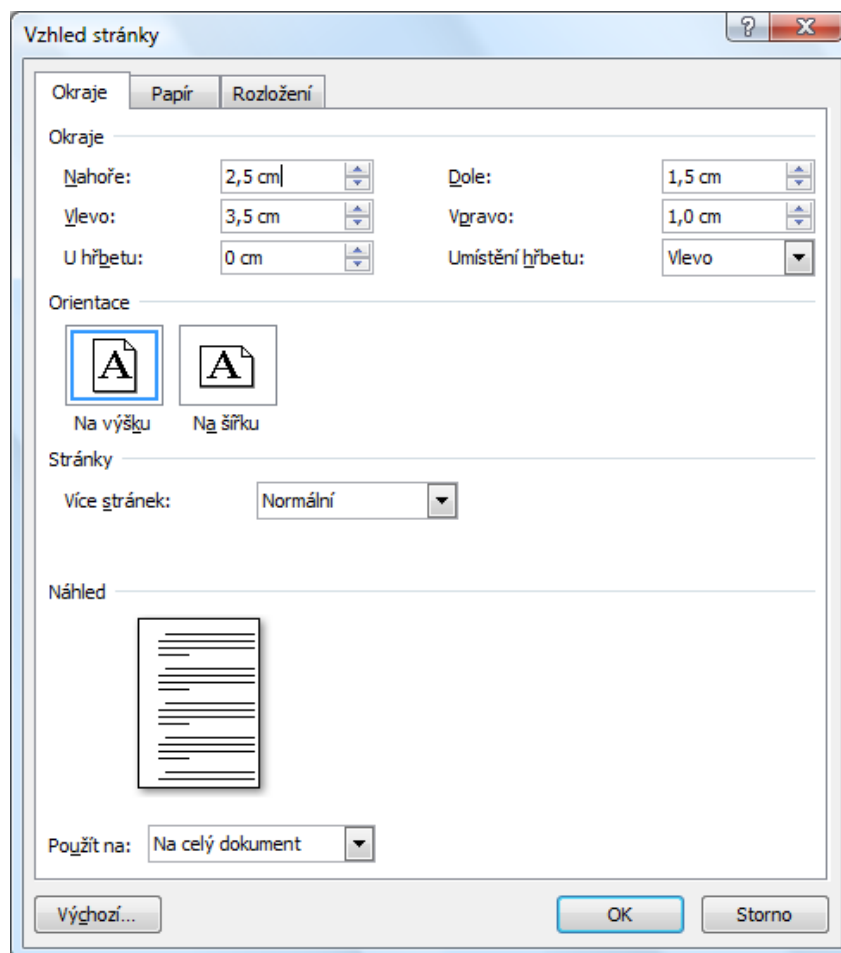 Vzhled stránky
Okraje Papír Rozložení
Okraje
Nahoře: 2,5 cm Dole: 1,5 cm
Vlevo: 3,5 cm Vpravo: 1,0 cm
U hřbetu: 0 cm Umístění hřbetu: Vlevo
Orientace
A A
Na výšku Na šířku
Stránky
Více stránek: Normální
Náhled
Použít na: Na celý dokument
Výchozí... OK Storno